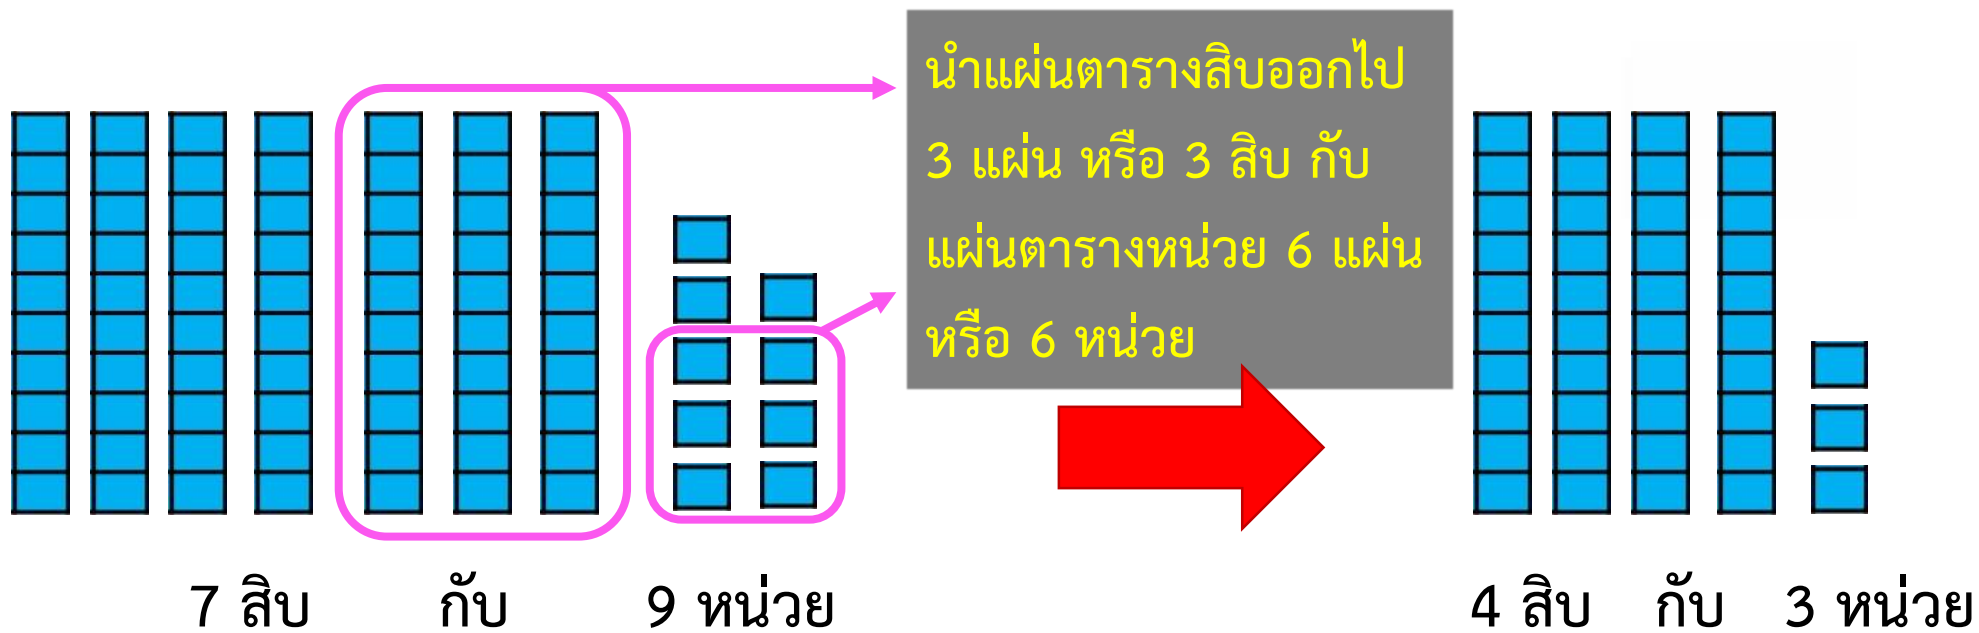 นำแผ่นตารางสิบออกไป
3 แผ่น หรือ 3 สิบ กับ
แผ่นตารางหน่วย 6 แผ่น
หรือ 6 หน่วย
7 สิบ กับ 9 หน่วย
4 สิบ กับ 3 หน่วย